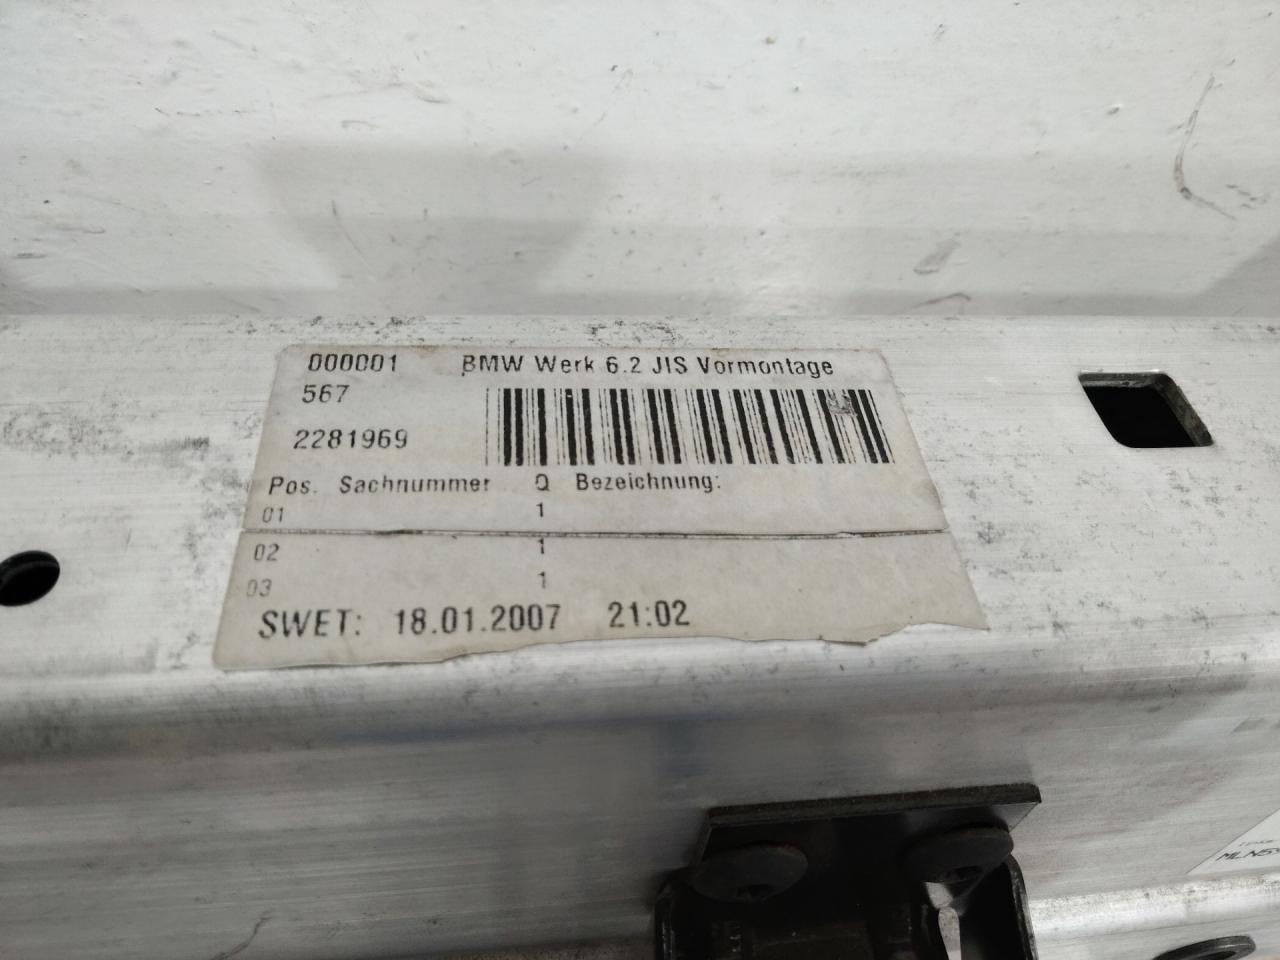 000001 BMW Werk 6.2 JIS Vormontage
567
2281969
Pos. Sachnummer Q Bezeichnung:
01 1
02 1
03 1
SWET: 18.01.2007 21:02